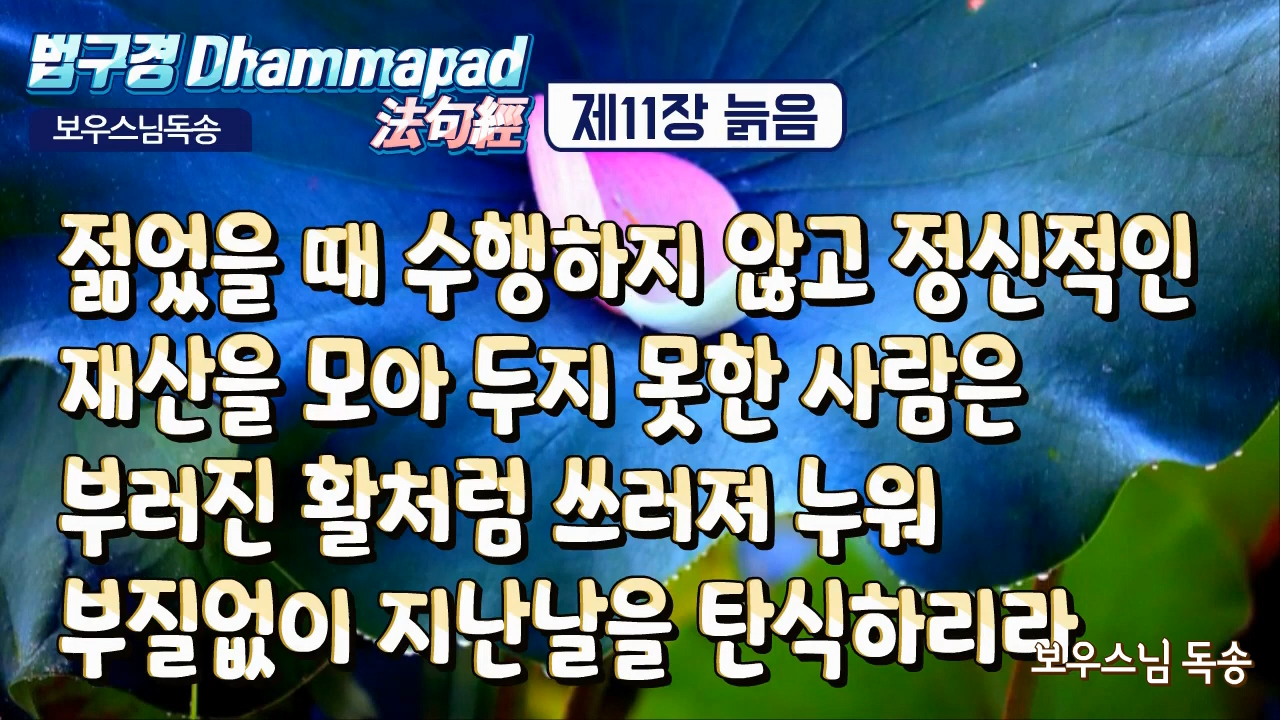 법구경 Dhammapad
法句經
보우스님독송
제11장 늙음
젊었을 때 수행하지 않고 정신적인
재산을 모아 두지 못한 사람은
부러진 활처럼 쓰러져 누워
부질없이 지난날을 탄식하리라
보우스님 독송